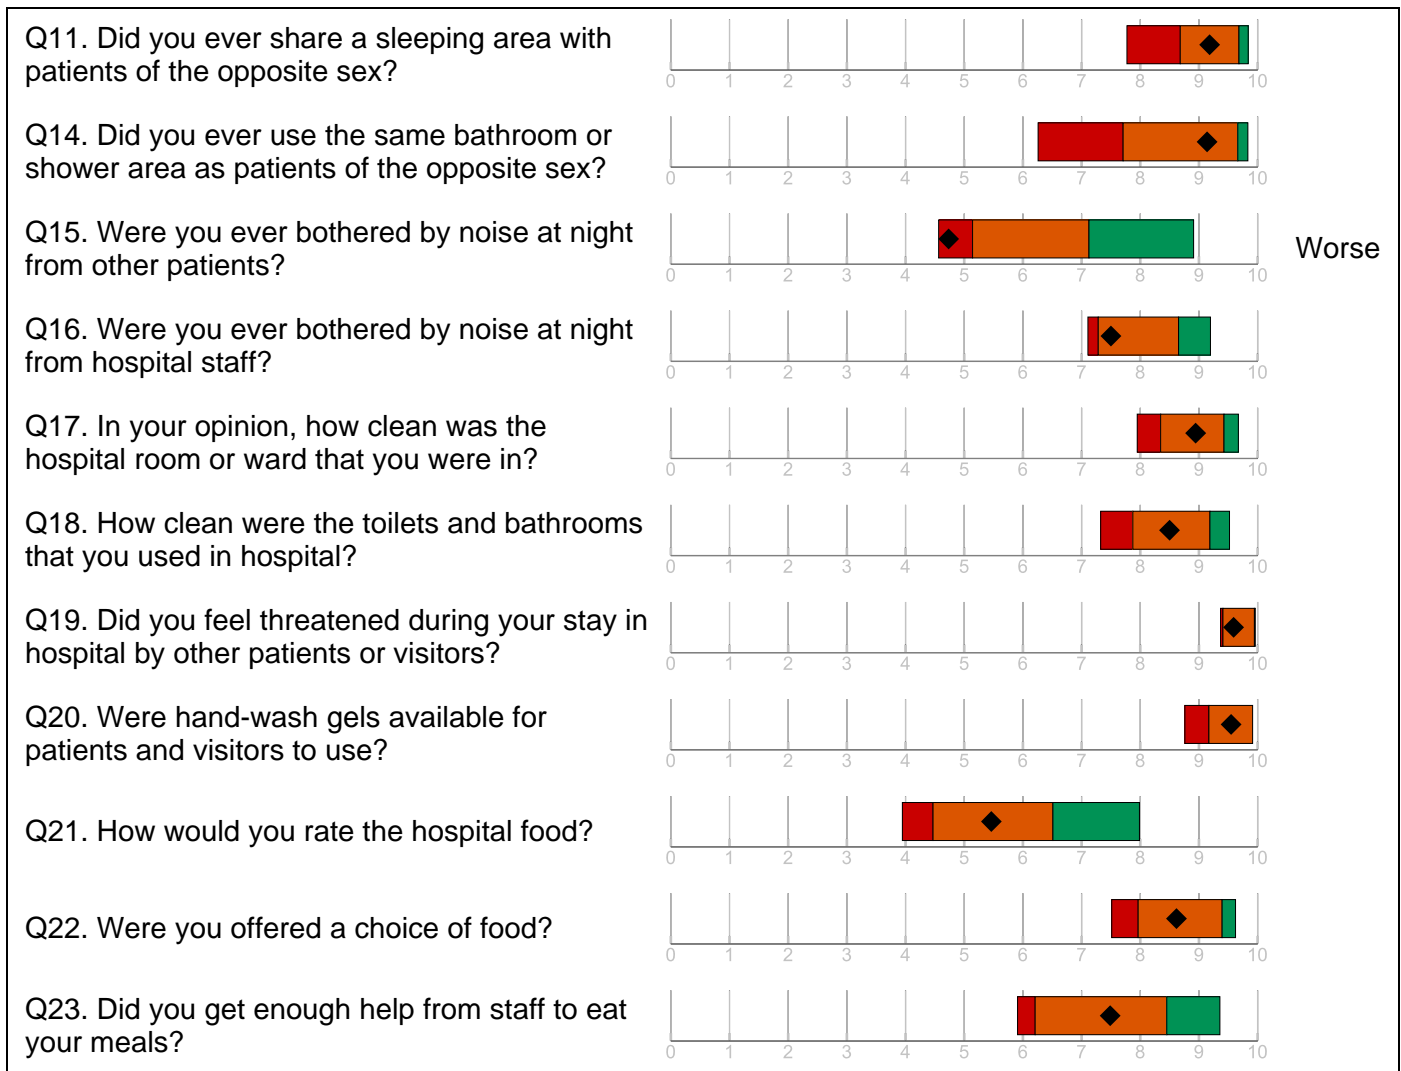 Q11. Did you ever share a sleeping area with
patients of the opposite sex?
0 1 2 3 4 5 6 7 8 9 10
Q14. Did you ever use the same bathroom or
shower area as patients of the opposite sex?
0 1 2 3 4 5 6 7 8 9 10
Q15. Were you ever bothered by noise at night
from other patients?
0 1 2 3 4 5 6 7 8 9 10
Worse
Q16. Were you ever bothered by noise at night
from hospital staff?
0 1 2 3 4 5 6 7 8 9 10
Q17. In your opinion, how clean was the
hospital room or ward that you were in?
0 1 2 3 4 5 6 7 8 9 10
Q18. How clean were the toilets and bathrooms
that you used in hospital?
0 1 2 3 4 5 6 7 8 9 10
Q19. Did you feel threatened during your stay in
hospital by other patients or visitors?
0 1 2 3 4 5 6 7 8 9 10
Q20. Were hand-wash gels available for
patients and visitors to use?
0 1 2 3 4 5 6 7 8 9 10
Q21. How would you rate the hospital food?
0 1 2 3 4 5 6 7 8 9 10
Q22. Were you offered a choice of food?
0 1 2 3 4 5 6 7 8 9 10
Q23. Did you get enough help from staff to eat
your meals?
0 1 2 3 4 5 6 7 8 9 10